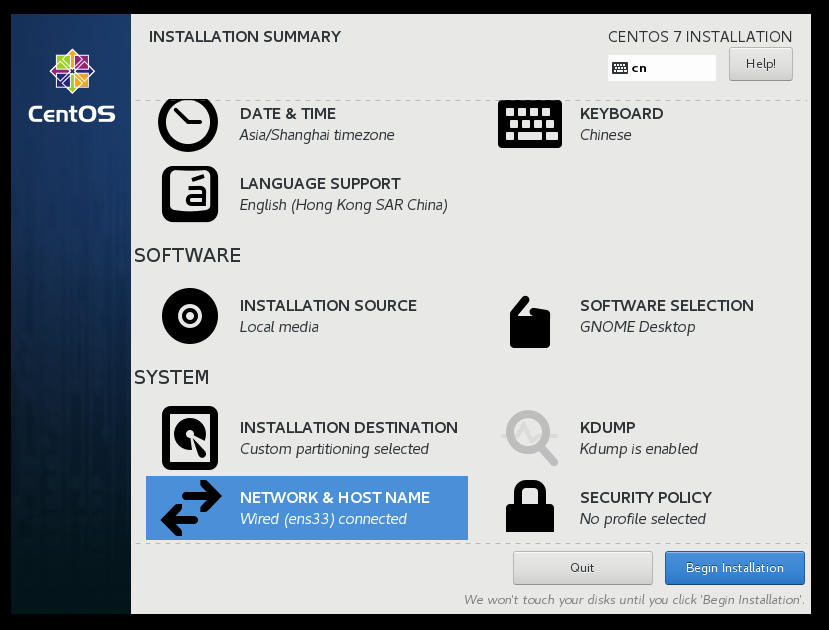 INSTALLATION SUMMARY
CENTOS 7 INSTALLATION
cn
Help!
CentOS
DATE & TIME
Asia/Shanghai timezone
KEYBOARD
Chinese
LANGUAGE SUPPORT
English (Hong Kong SAR China)
SOFTWARE
INSTALLATION SOURCE
Local media
SOFTWARE SELECTION
GNOME Desktop
SYSTEM
INSTALLATION DESTINATION
Custom partitioning selected
KDUMP
Kdump is enabled
NETWORK & HOST NAME
Wired (ens33) connected
SECURITY POLICY
No profile selected
Quit
Begin Installation
We won't touch your disks until you click 'Begin Installation'.